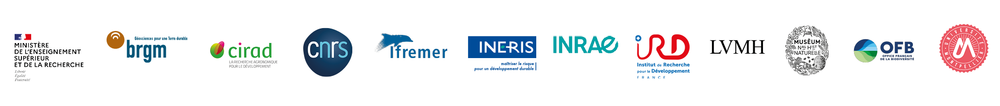 MINISTÈRE
DE L'ENSEIGNEMENT
SUPÉRIEUR
ET DE LA RECHERCHE
Liberté
Égalité
Fraternité
Géosciences pour une Terre durable
brgm
cirad
LA RECHERCHE AGRONOMIQUE
POUR LE DÉVELOPPEMENT
cnrs
Ifremer
INERIS
maîtriser le risque
pour un développement durable
INRAE
IRD
Institut de Recherche
pour le Développement
FRANCE
LVMH
MUSÉUM
NAL HIST
NATURELLE
OFB
OFFICE FRANÇAIS
DE LA BIODIVERSITÉ
UNIVERSITÉ
MONTPELLIER